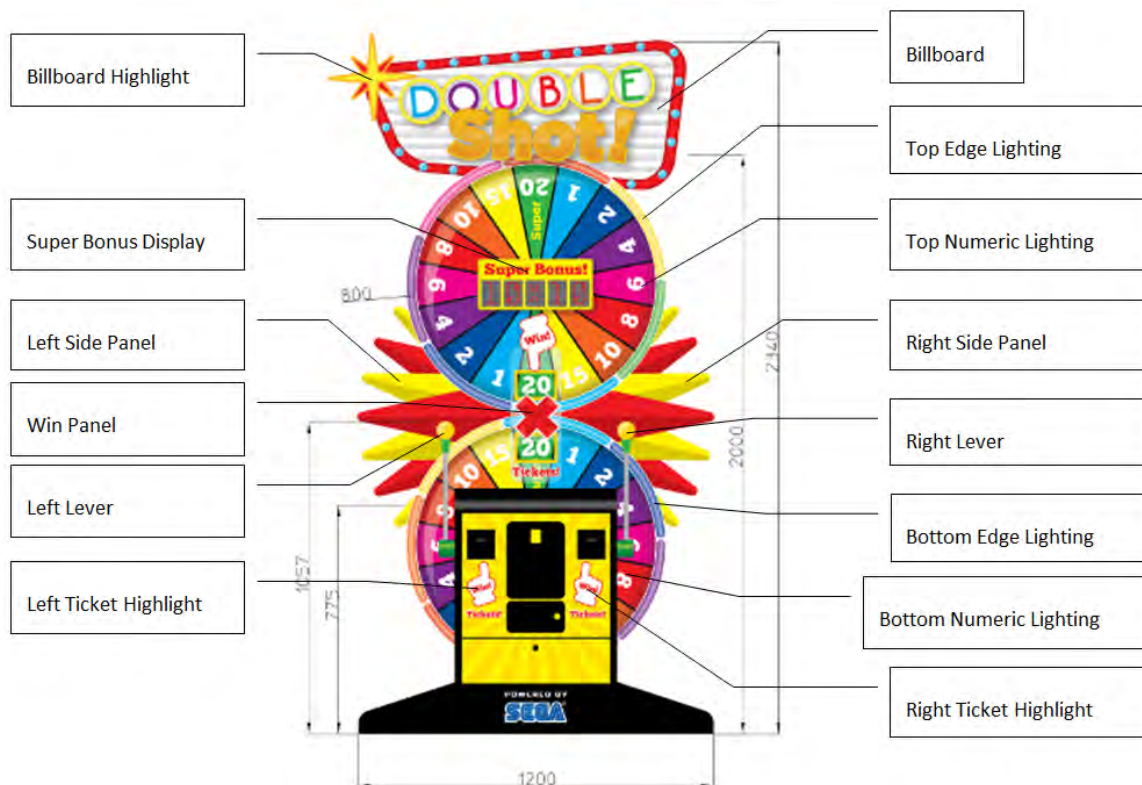 Billboard Highlight
Super Bonus Display
Left Side Panel
Win Panel
Left Lever
Left Ticket Highlight
Billboard
Top Edge Lighting
Top Numeric Lighting
Right Side Panel
Right Lever
Bottom Edge Lighting
Bottom Numeric Lighting
Right Ticket Highlight
DOUBLE
Shot!
20
Super
1
2
4
6
8
10
15
1
2
4
6
8
10
15
Super Bonus!
Win!
20
20
Tickets!
15
10
1
2
8
4
Win!
Tickets!
Win!
Tickets!
POWERED BY
SEGA
800
2340
2000
1057
775
1200